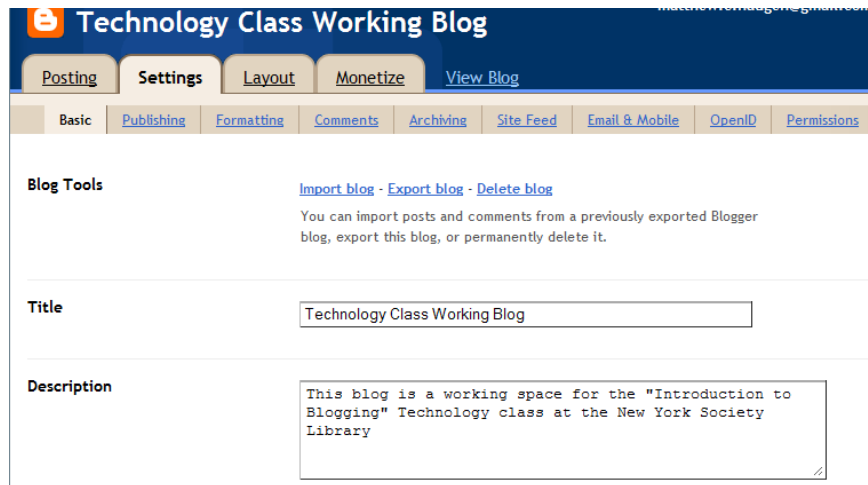 Technology Class Working Blog
Posting Settings Layout Monetize View Blog
Basic Publishing Formatting Comments Archiving Site Feed Email & Mobile OpenID Permissions
Blog Tools
Import blog - Export blog - Delete blog
You can import posts and comments from a previously exported Blogger
blog, export this blog, or permanently delete it.
Title
Technology Class Working Blog
Description
This blog is a working space for the "Introduction to
Blogging" Technology class at the New York Society
Library